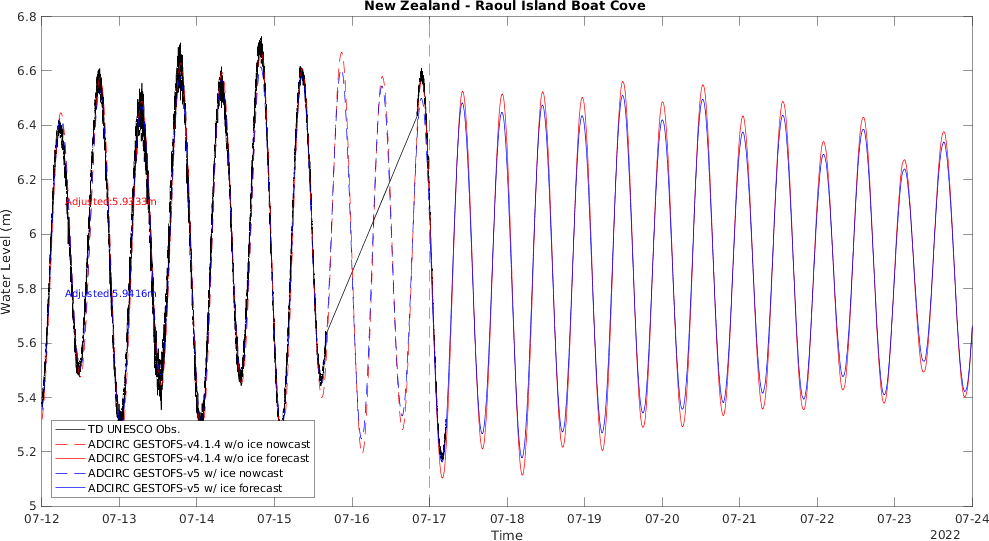 New Zealand - Raoul Island Boat Cove
6.8
6.6
6.4
6.2
6
5.8
5.6
5.4
5.2
5
Water Level (m)
Adjusted:5.9333m
Adjusted:5.9416m
TD UNESCO Obs.
ADCIRC GESTOFS-v4.1.4 w/o ice nowcast
ADCIRC GESTOFS-v4.1.4 w/o ice forecast
ADCIRC GESTOFS-v5 w/ ice nowcast
ADCIRC GESTOFS-v5 w/ ice forecast
07-12 07-13 07-14 07-15 07-16 07-17 07-18 07-19 07-20 07-21 07-22 07-23 07-24
Time
2022